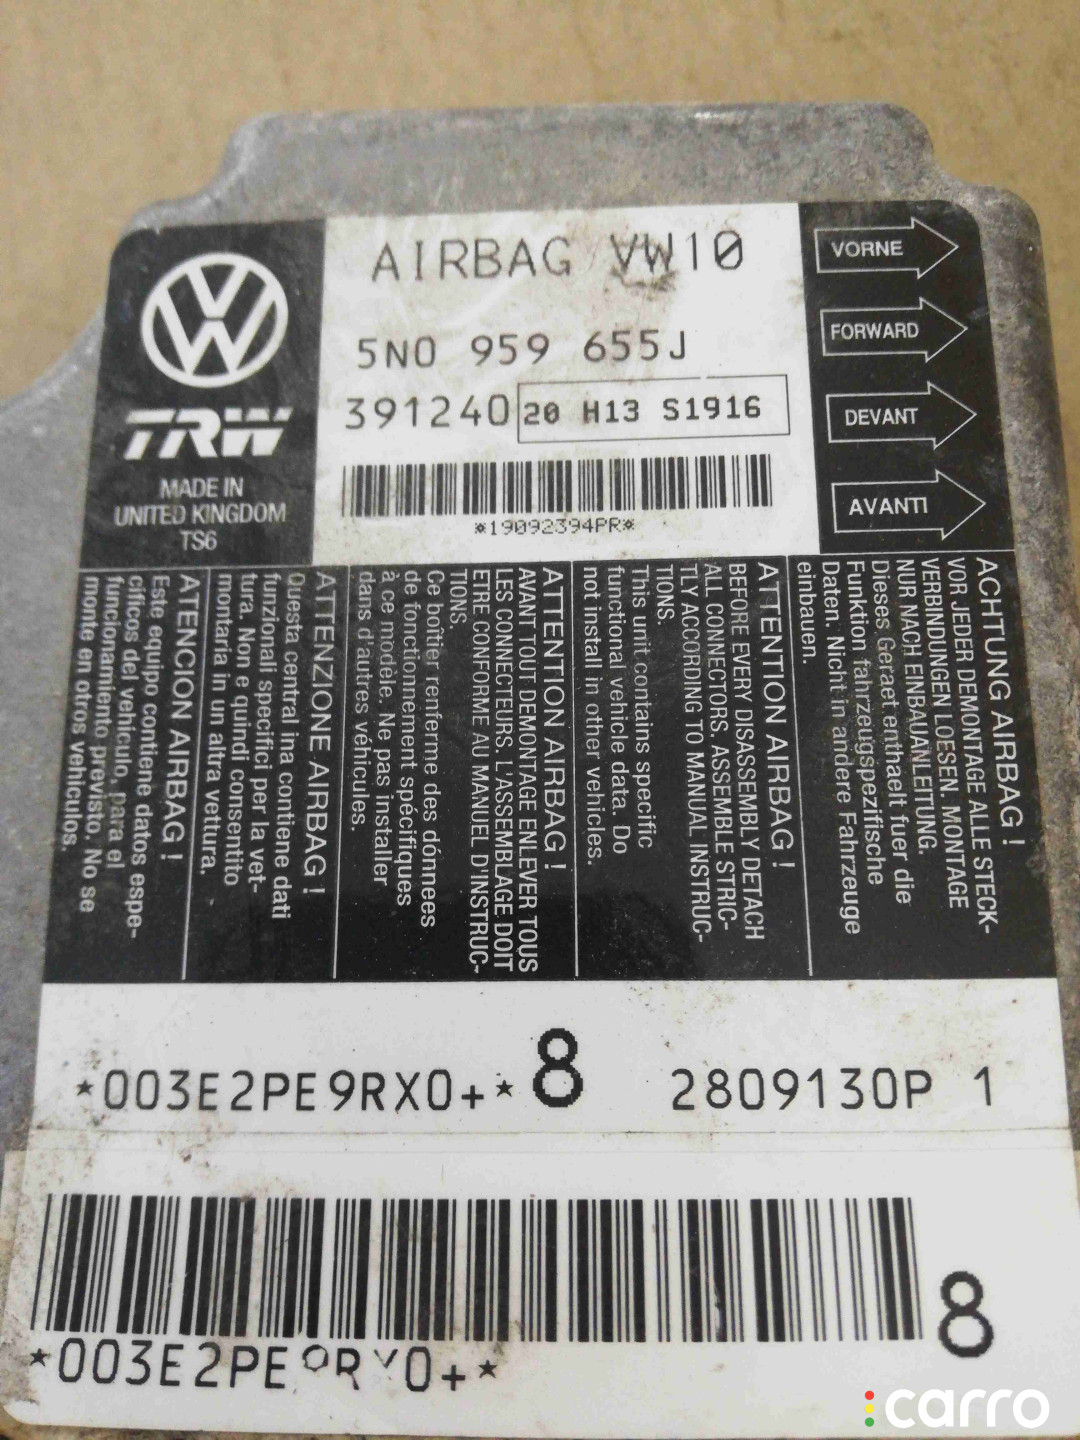 AIRBAG VW10
5N0 959 655J
391240 20 H13 S1916
*19092394PR*
TRW
MADE IN
UNITED KINGDOM
TS6
VORNE
FORWARD
DEVANT
AVANTI
ACHTUNG AIRBAG!
VOR JEDER DEMONTAGE ALLE STECK-
VERBINDUNGEN LOESEN. MONTAGE
NUR NACH EINBAUANLEITUNG.
Dieses Geraet enthaelt fuer die
Funktion fahrzeugspezifische
Daten. Nicht in andere Fahrzeuge
einbauen.
ATTENTION AIRBAG!
BEFORE EVERY DISASSEMBLY DETACH
ALL CONNECTORS, ASSEMBLE STRIC-
TLY ACCORDING TO MANUAL INSTRUC-
TIONS.
This unit contains specific
functional vehicle data. Do
not install in other vehicles.
ATTENTION AIRBAG!
AVANT TOUT DEMONTAGE ENLEVER TOUS
LES CONNECTEURS, L'ASSEMBLAGE DOIT
ETRE CONFORME AU MANUEL D'INSTRUC-
TIONS.
Ce boîtier renferme des dónnees
de fonctionnement spécifiques
à ce modèle. Ne pas installer
dans d'autres véhicules.
ATTENZIONE AIRBAG!
Questa central ina contiene dati
funzionali specifici per la vet-
tura. Non e quindi consentito
montaria in un altra vettura.
ATENCION AIRBAG!
Este equipo contiene datos espe-
cíficos del vehículo, para el
funcionamiento previsto. No se
monte en otros vehículos.
*003E2PE9RX0+* 8 2809130P 1
8
*003E2PE9RX0+*
carro